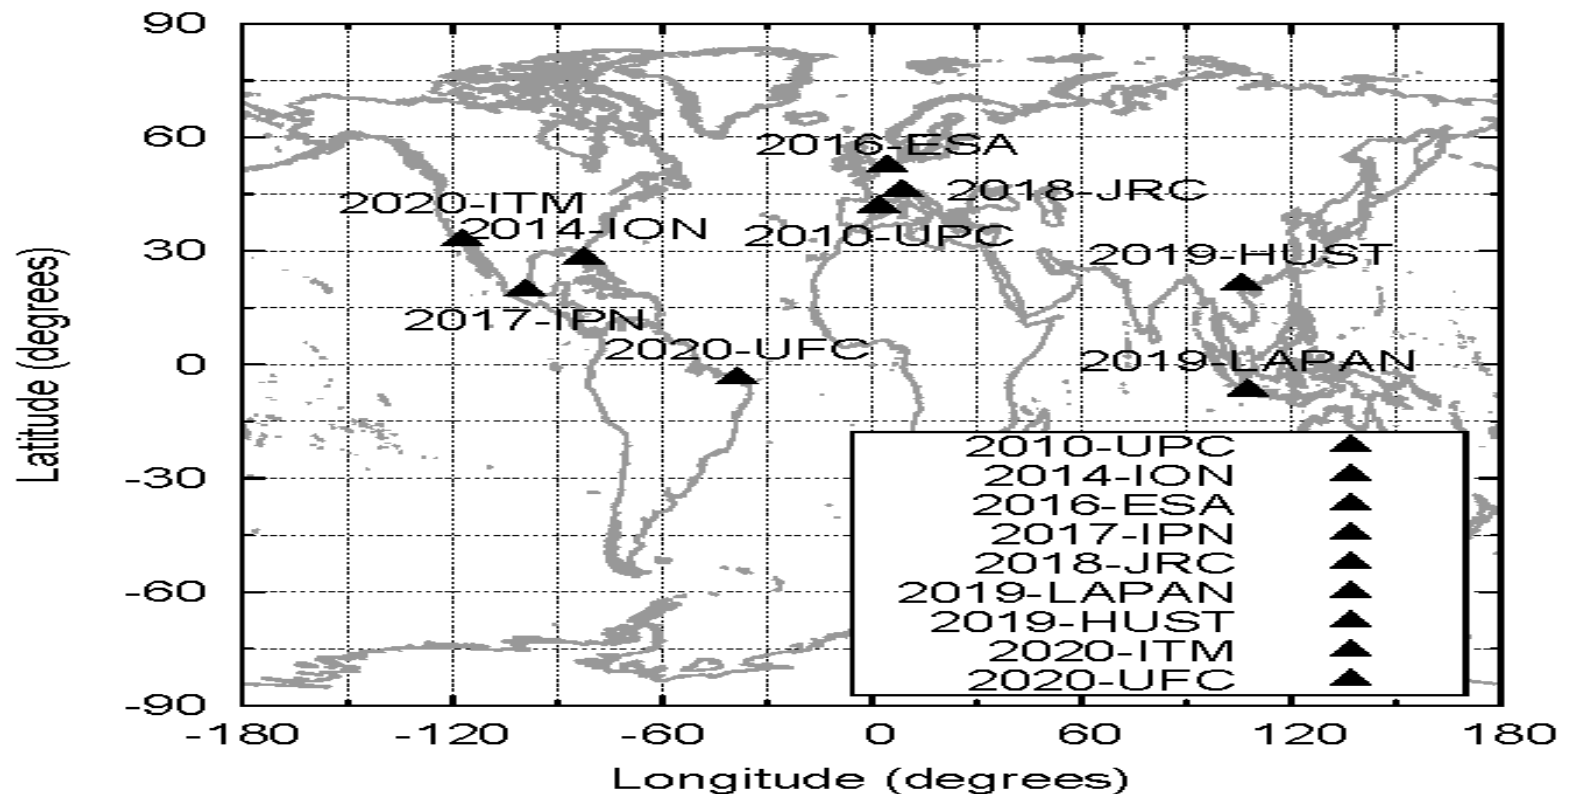 90
60
30
0
-30
-60
-90
Latitude (degrees)
2016-ESA
2018-JRC
2020-ITM
2014-ION
2010-UPC
2019-HUST
2017-IPN
2020-UFC
2019-LAPAN
2010-UPC
2014-ION
2016-ESA
2017-IPN
2018-JRC
2019-LAPAN
2019-HUST
2020-ITM
2020-UFC
-180 -120 -60 0 60 120 180
Longitude (degrees)